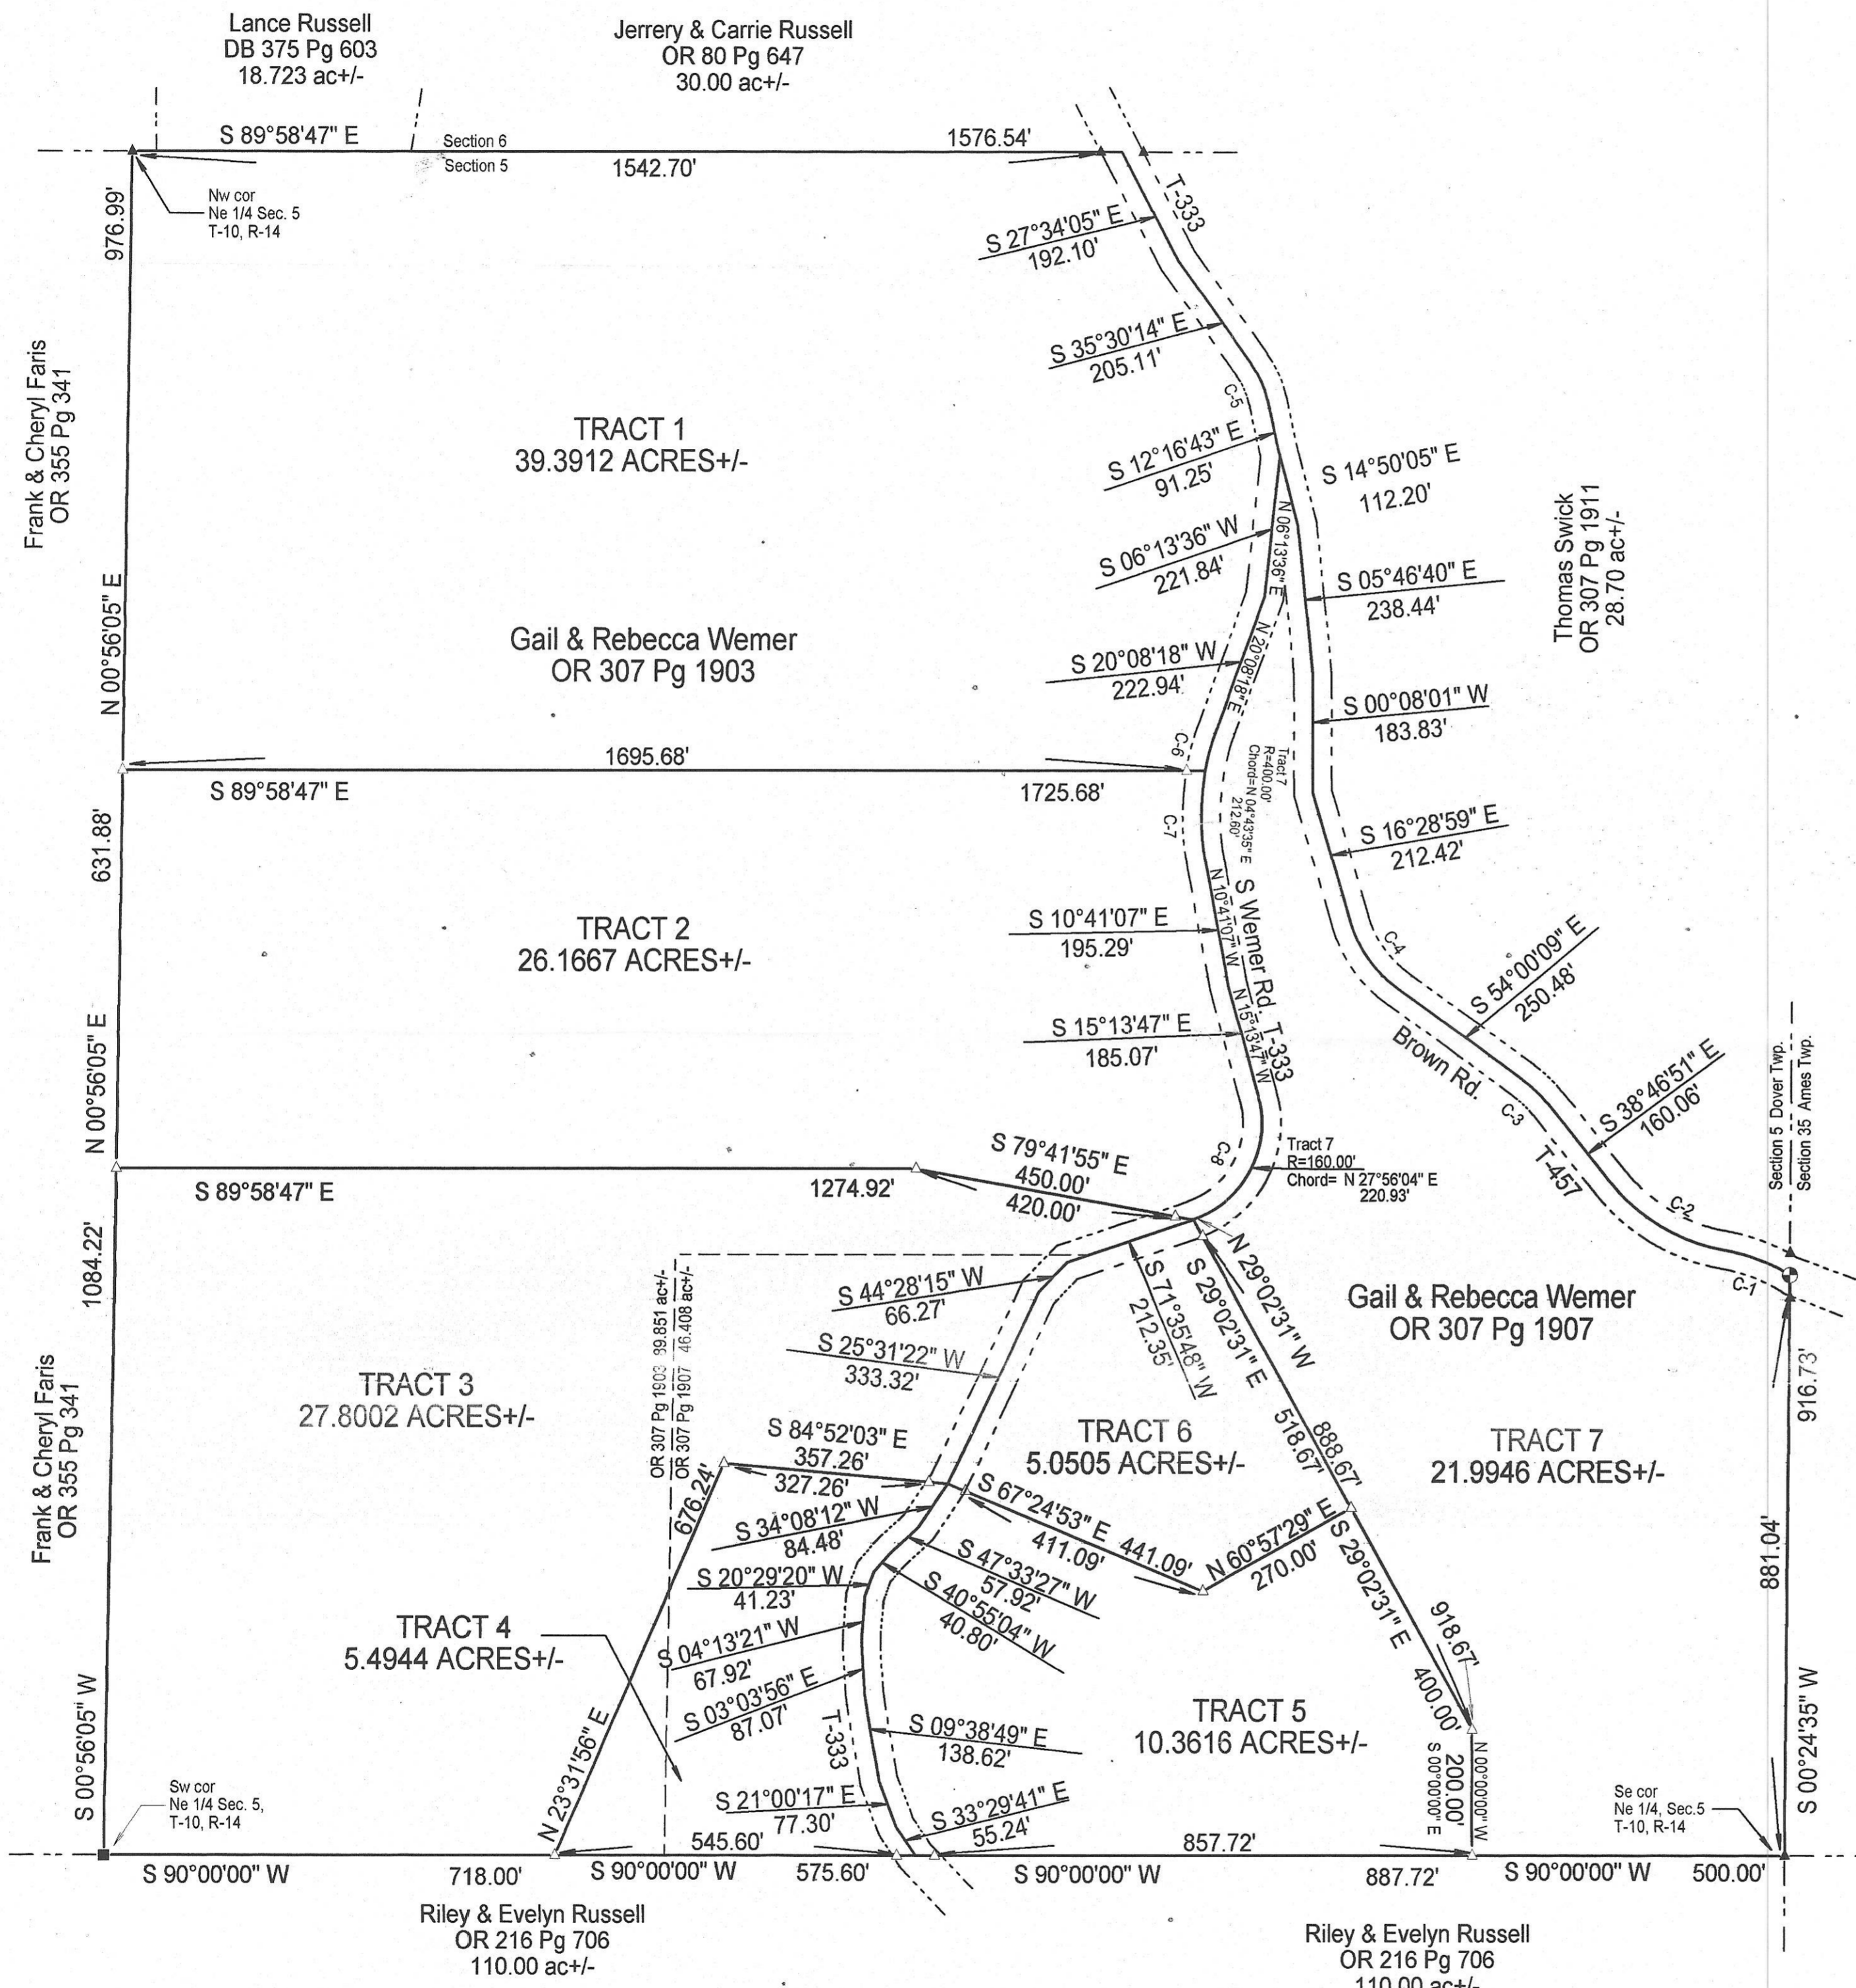 Lance Russell
DB 375 Pg 603
18.723 ac+/-
Jerrery & Carrie Russell
OR 80 Pg 647
30.00 ac+/-
S 89°58'47" E
Section 6
Section 5
1576.54'
1542.70'
Nw cor
Ne 1/4 Sec. 5
T-10, R-14
976.99'
N 00°56'05" E
Frank & Cheryl Faris
OR 355 Pg 341
T-333
S 27°34'05" E
192.10'
S 35°30'14" E
205.11'
C-5
TRACT 1
39.3912 ACRES+/-
S 12°16'43" E
91.25'
S 14°50'05" E
112.20'
S 06°13'36" W
221.84'
N 06°13'36" E
S 05°46'40" E
238.44'
Thomas Swick
OR 307 Pg 1911
28.70 ac+/-
Gail & Rebecca Wemer
OR 307 Pg 1903
S 20°08'18" W
222.94'
N 20°08'18" E
S 00°08'01" W
183.83'
1695.68'
S 89°58'47" E
1725.68'
C-6
C-7
Tract 7
R=400.00'
Chord= N 04°43'35" E
212.60'
S 16°28'59" E
212.42'
631.88'
N 00°56'05" E
TRACT 2
26.1667 ACRES+/-
S 10°41'07" E
195.29'
N 10°41'07" W
S Wemer Rd. T-333
S 15°13'47" E
185.07'
N 15°13'47" W
C-4
S 54°00'09" E
250.48'
Brown Rd.
C-3
T-457
S 38°46'51" E
160.06'
C-2
C-1
Section 5 Dover Twp.
Section 35 Ames Twp.
S 89°58'47" E
1274.92'
S 79°41'55" E
450.00'
420.00'
C-8
Tract 7
R=160.00'
Chord= N 27°56'04" E
220.93'
1084.22'
S 00°56'05" W
Frank & Cheryl Faris
OR 355 Pg 341
OR 307 Pg 1903 89.851 ac+/-
OR 307 Pg 1907 46.408 ac+/-
S 44°28'15" W
66.27'
S 25°31'22" W
333.32'
S 71°35'48" W
212.35'
N 29°02'31" W
S 29°02'31" E
888.67'
518.67'
Gail & Rebecca Wemer
OR 307 Pg 1907
TRACT 3
27.8002 ACRES+/-
S 84°52'03" E
357.26'
327.26'
676.24'
N 23°31'56" E
TRACT 6
5.0505 ACRES+/-
TRACT 7
21.9946 ACRES+/-
916.73'
881.04'
S 00°24'35" W
S 34°08'12" W
84.48'
S 67°24'53" E
411.09'
441.09'
N 60°57'29" E
270.00'
S 20°29'20" W
41.23'
S 47°33'27" W
57.92'
S 40°55'04" W
40.80'
S 29°02'31" E
918.67'
400.00'
TRACT 4
5.4944 ACRES+/-
S 04°13'21" W
67.92'
S 03°03'56" E
87.07'
T-333
S 09°38'49" E
138.62'
TRACT 5
10.3616 ACRES+/-
S 00°00'00" E
200.00'
N 00°00'00" W
S 21°00'17" E
77.30'
S 33°29'41" E
55.24'
Sw cor
Ne 1/4 Sec. 5,
T-10, R-14
Se cor
Ne 1/4, Sec.5
T-10, R-14
545.60'
857.72'
S 90°00'00" W
718.00'
S 90°00'00" W
575.60'
S 90°00'00" W
887.72'
S 90°00'00" W
500.00'
Riley & Evelyn Russell
OR 216 Pg 706
110.00 ac+/-
Riley & Evelyn Russell
OR 216 Pg 706
110.00 ac+/-